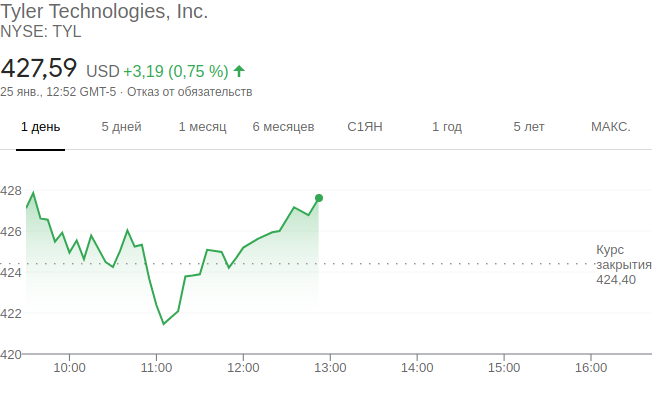 Tyler Technologies, Inc.
NYSE: TYL
427,59 USD +3,19 (0,75 %)
25 янв., 12:52 GMT-5 · Отказ от обязательств
1 день 5 дней 1 месяц 6 месяцев С1ЯН 1 год 5 лет МАКС.
428
426
Курс
закрытия
424
424,40
422
420
10:00 11:00 12:00 13:00 14:00 15:00 16:00